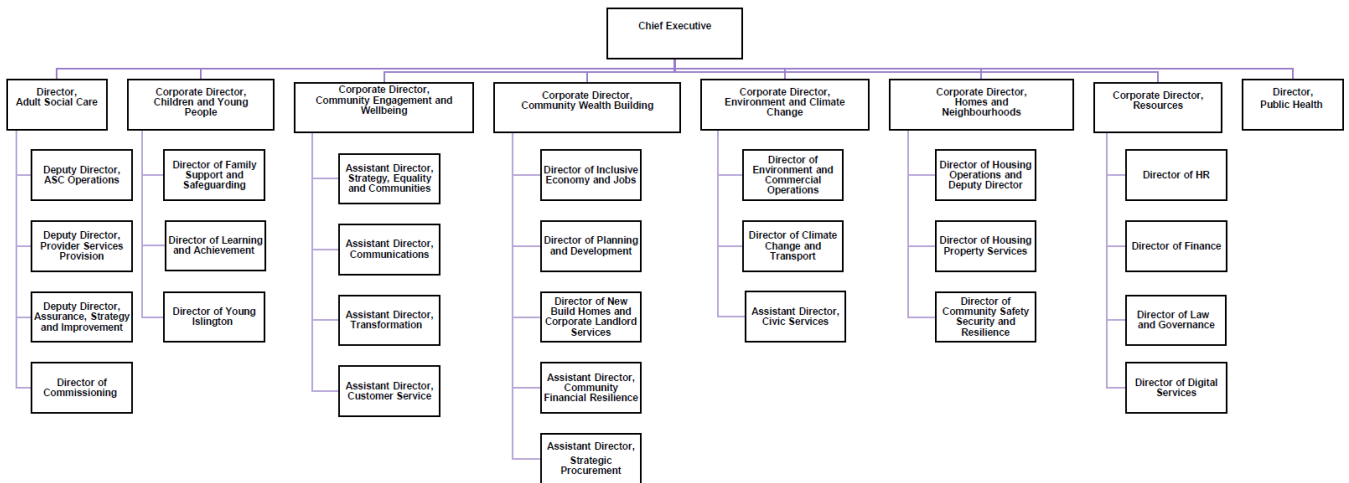 Chief Executive
Director,
Adult Social Care
Corporate Director,
Children and Young
People
Corporate Director,
Community Engagement and
Wellbeing
Corporate Director,
Community Wealth Building
Corporate Director,
Environment and Climate
Change
Corporate Director,
Homes and
Neighbourhoods
Corporate Director,
Resources
Director,
Public Health
Deputy Director,
ASC Operations
Deputy Director,
Provider Services
Provision
Deputy Director,
Assurance, Strategy
and Improvement
Director of
Commissioning
Director of Family
Support and
Safeguarding
Director of Learning
and Achievement
Director of Young
Islington
Assistant Director,
Strategy, Equality
and Communities
Assistant Director,
Communications
Assistant Director,
Transformation
Assistant Director,
Customer Service
Director of Inclusive
Economy and Jobs
Director of Planning
and Development
Director of New
Build Homes and
Corporate Landlord
Services
Assistant Director,
Community
Financial Resilience
Assistant Director,
Strategic
Procurement
Director of
Environment and
Commercial
Operations
Director of Climate
Change and
Transport
Assistant Director,
Civic Services
Director of Housing
Operations and
Deputy Director
Director of Housing
Property Services
Director of
Community Safety
Security and
Resilience
Director of HR
Director of Finance
Director of Law
and Governance
Director of Digital
Services